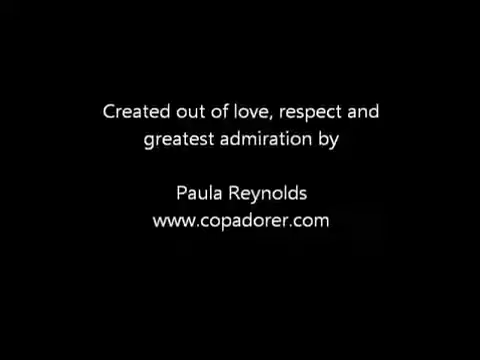 Created out of love, respect and
greatest admiration by
Paula Reynolds
www.copadorer.com